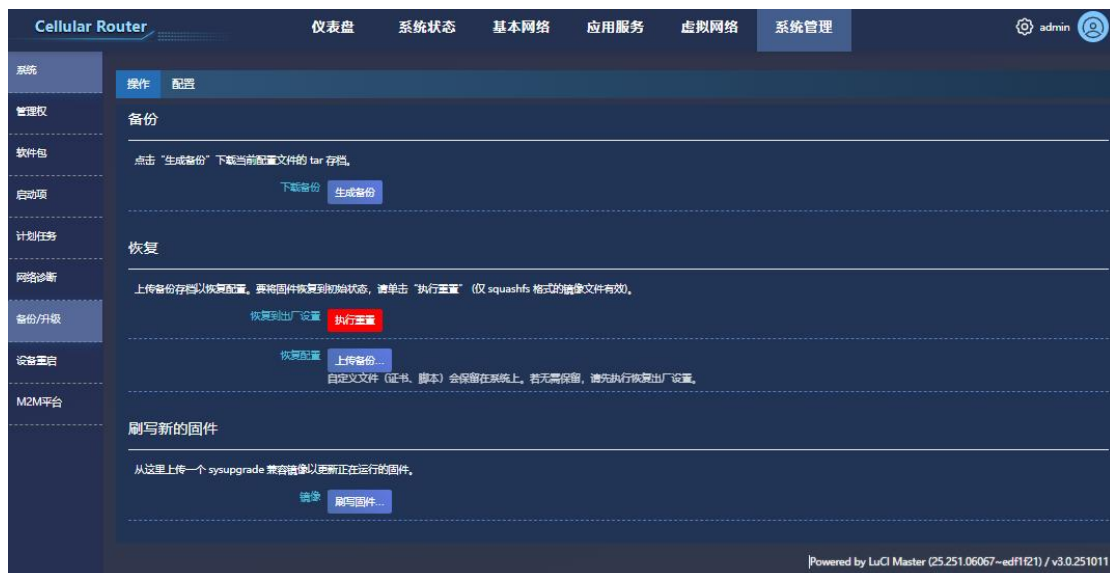 Cellular Router
仪表盘 系统状态 基本网络 应用服务 虚拟网络 系统管理
admin
系统
管理权
软件包
启动项
计划任务
网络诊断
备份/升级
设备重启
M2M平台
操作 配置
备份
点击“生成备份”下载当前配置文件的 tar 存档。
下载备份 生成备份
恢复
上传备份存档以恢复配置。要将固件恢复到初始状态，请单击“执行重置”（仅 squashfs 格式的镜像文件有效）。
恢复到出厂设置 执行重置
恢复配置 上传备份...
自定义文件（证书、脚本）会保留在系统上。若无需保留，请先执行恢复出厂设置。
刷写新的固件
从这里上传一个 sysupgrade 兼容镜像以更新正在运行的固件。
镜像 刷写固件...
Powered by LuCI Master (25.251.06067~edf1f21) / v3.0.251011